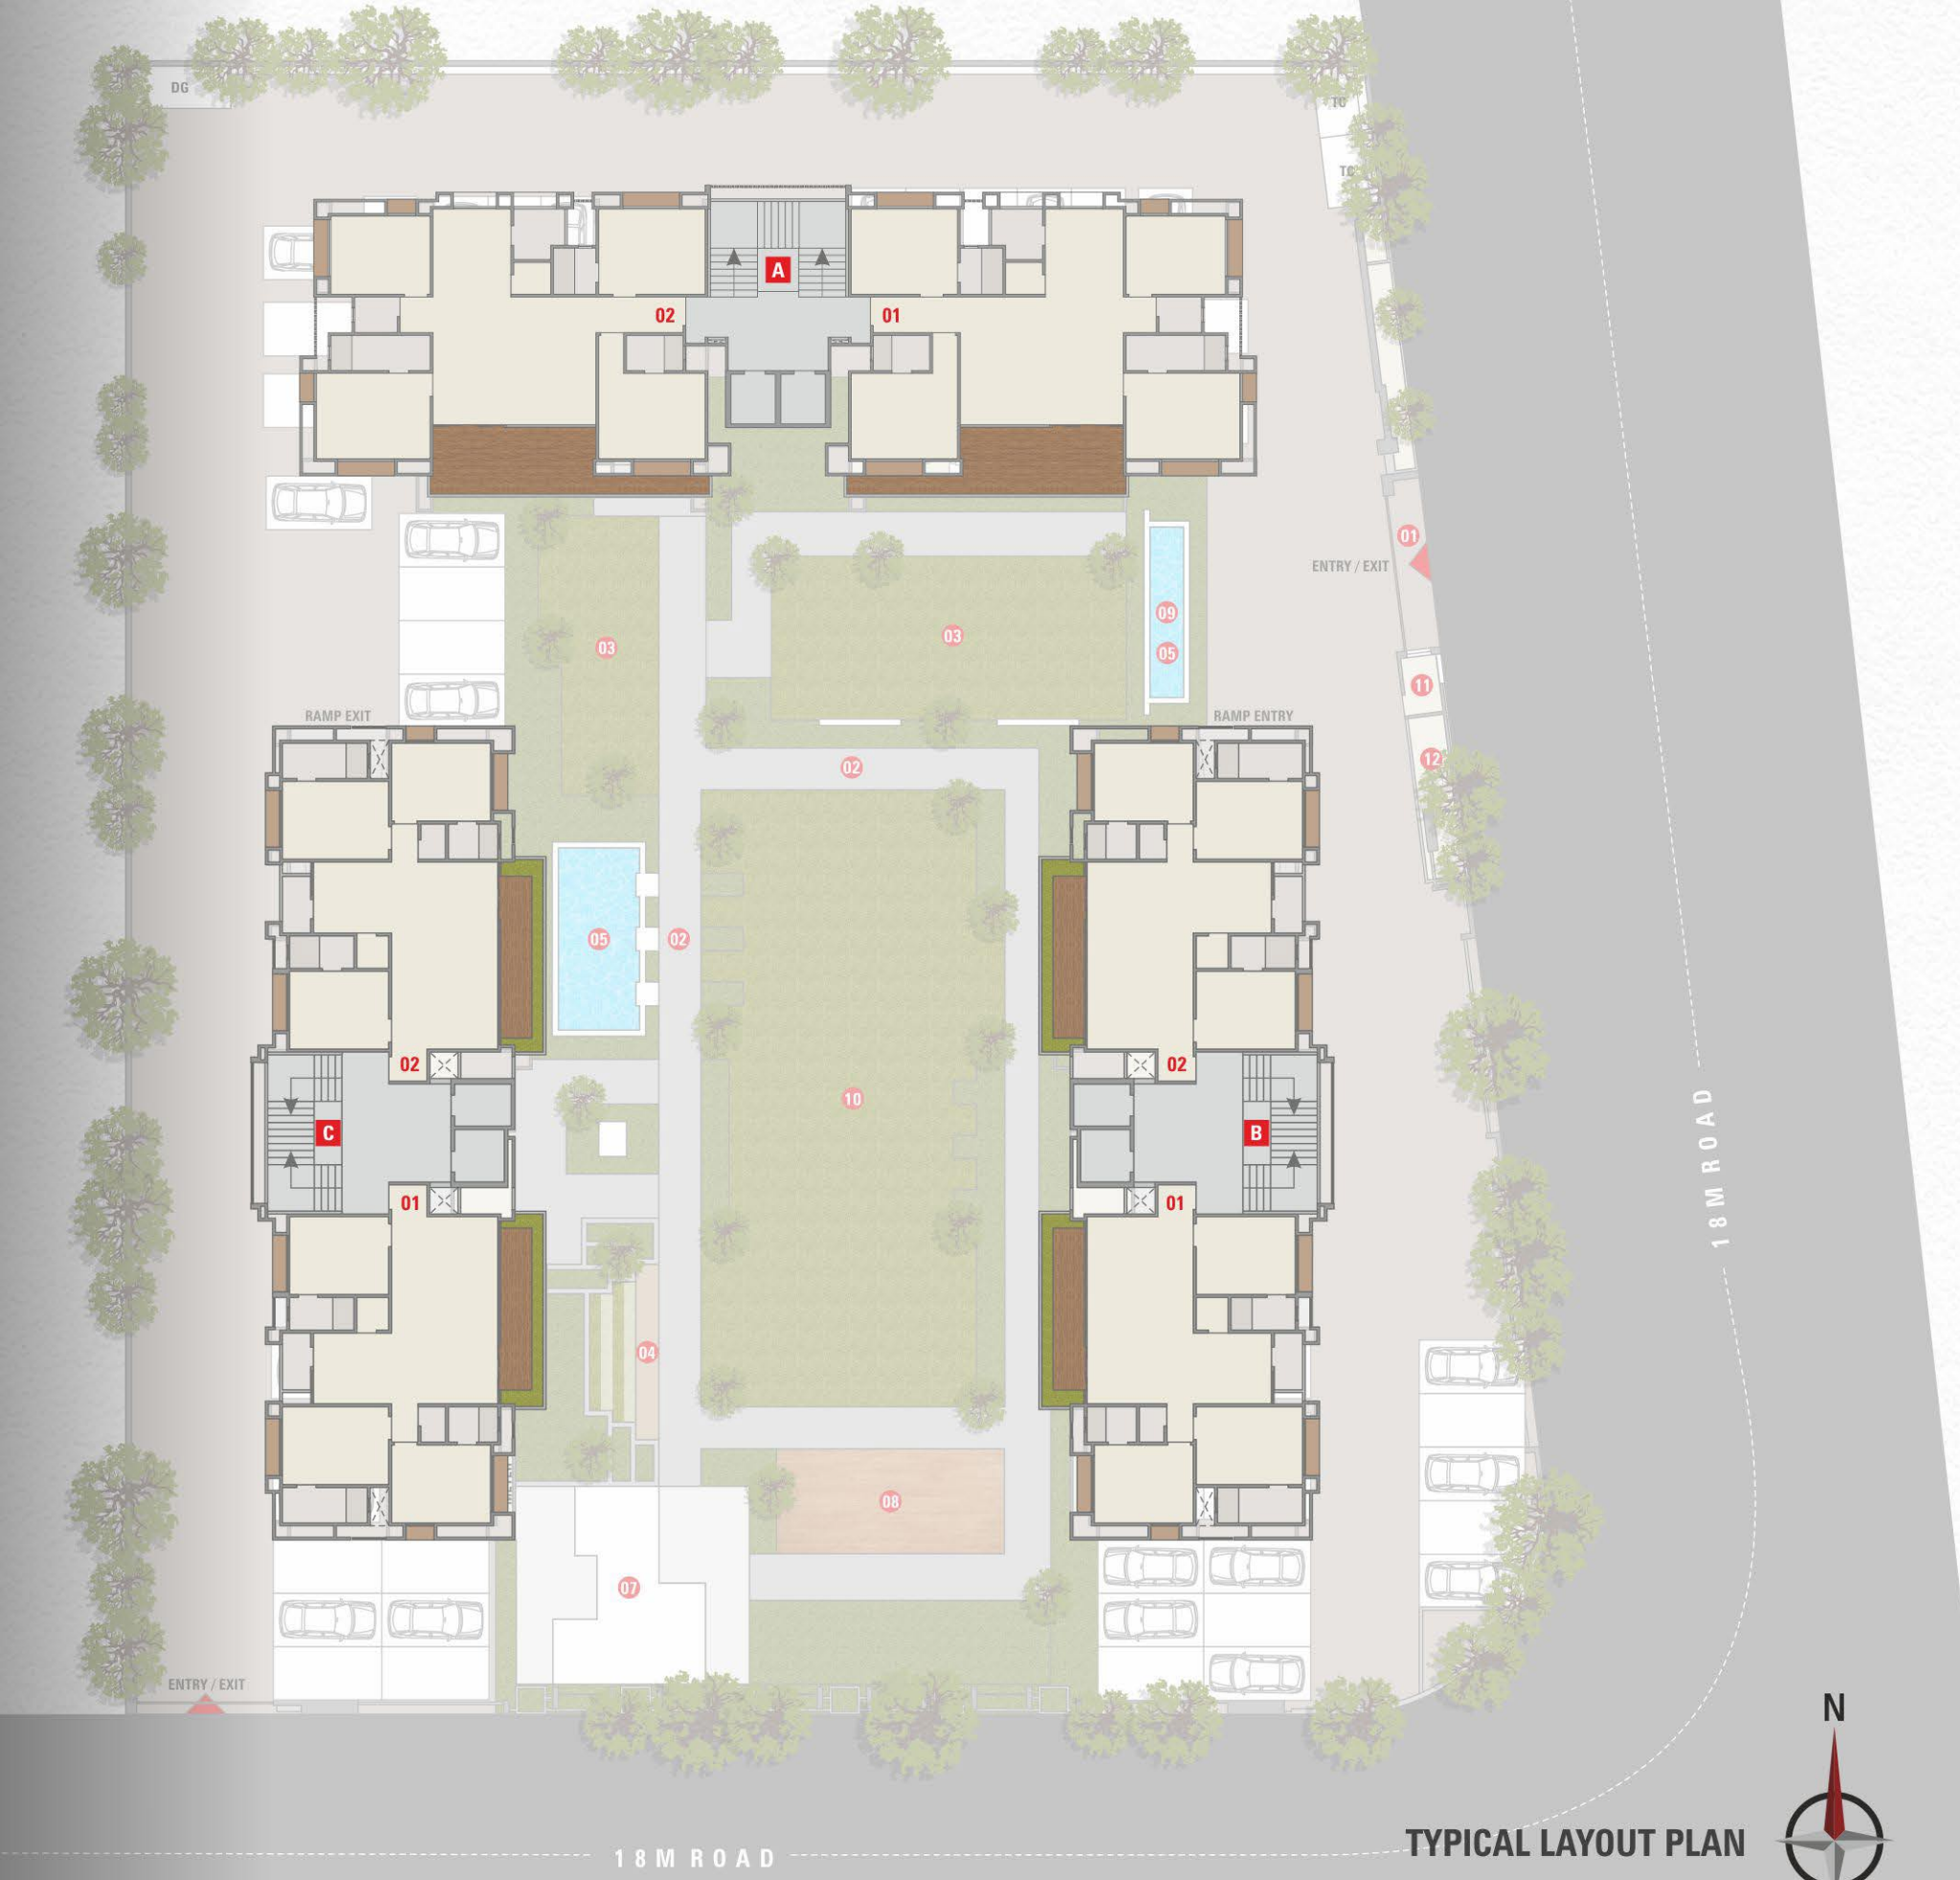 DG
TC
TC
A
02
01
01
ENTRY / EXIT
09
03
03
05
11
RAMP EXIT
RAMP ENTRY
12
02
05
02
02
02
10
C
B
01
01
18M ROAD
04
08
07
ENTRY / EXIT
N
TYPICAL LAYOUT PLAN
18M ROAD